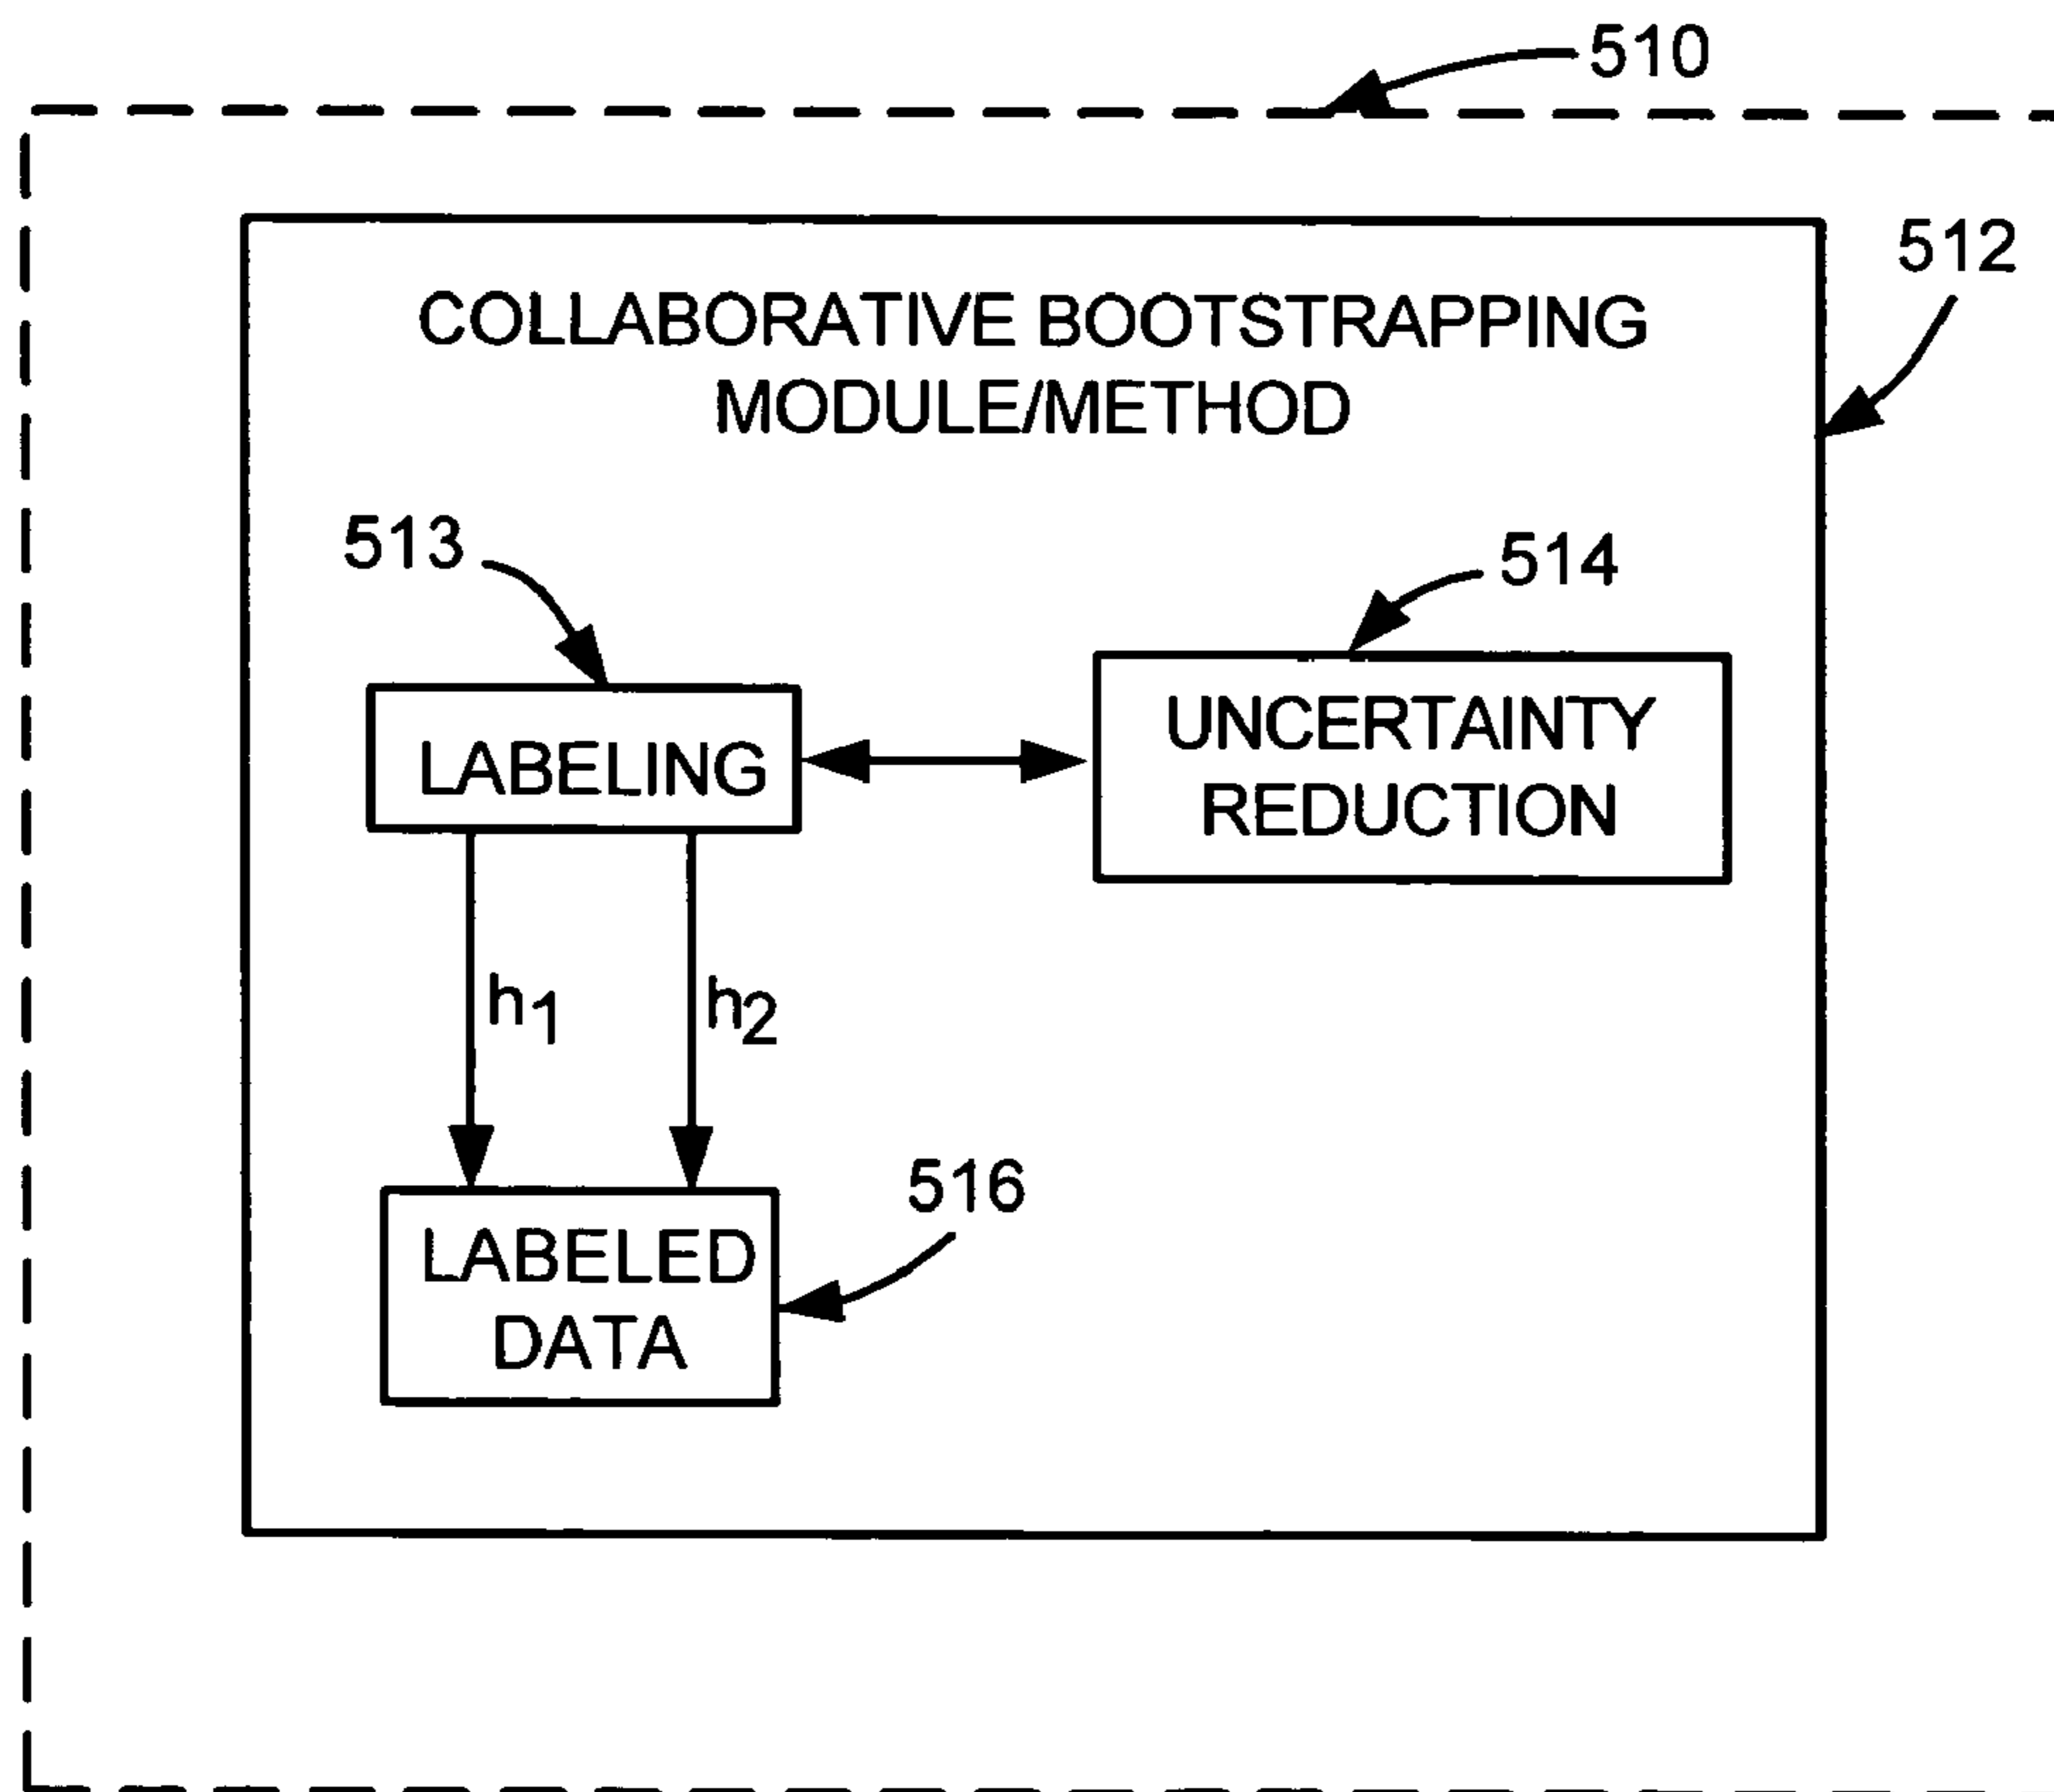 510
512
COLLABORATIVE BOOTSTRAPPING
MODULE/METHOD
513
514
LABELING
UNCERTAINTY
REDUCTION
h1
h2
516
LABELED
DATA